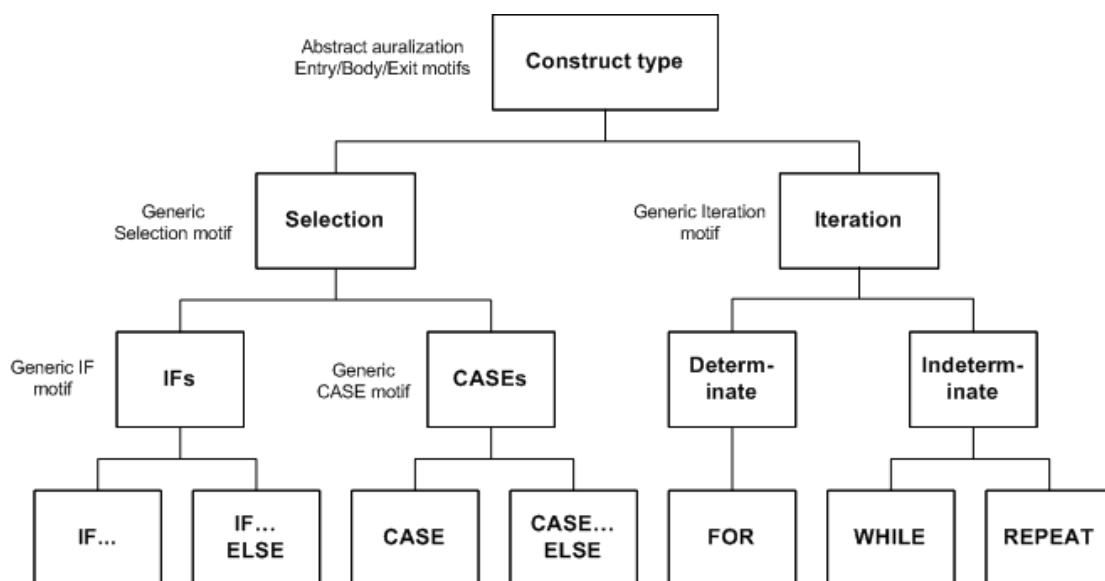 Abstract auralization
Entry/Body/Exit motifs
Construct type
Generic
Selection motif
Selection
Generic Iteration
motif
Iteration
Generic IF
motif
IFs
Generic
CASE motif
CASEs
Determ-
inate
Indeterm-
inate
IF...
IF...
ELSE
CASE
CASE...
ELSE
FOR
WHILE
REPEAT